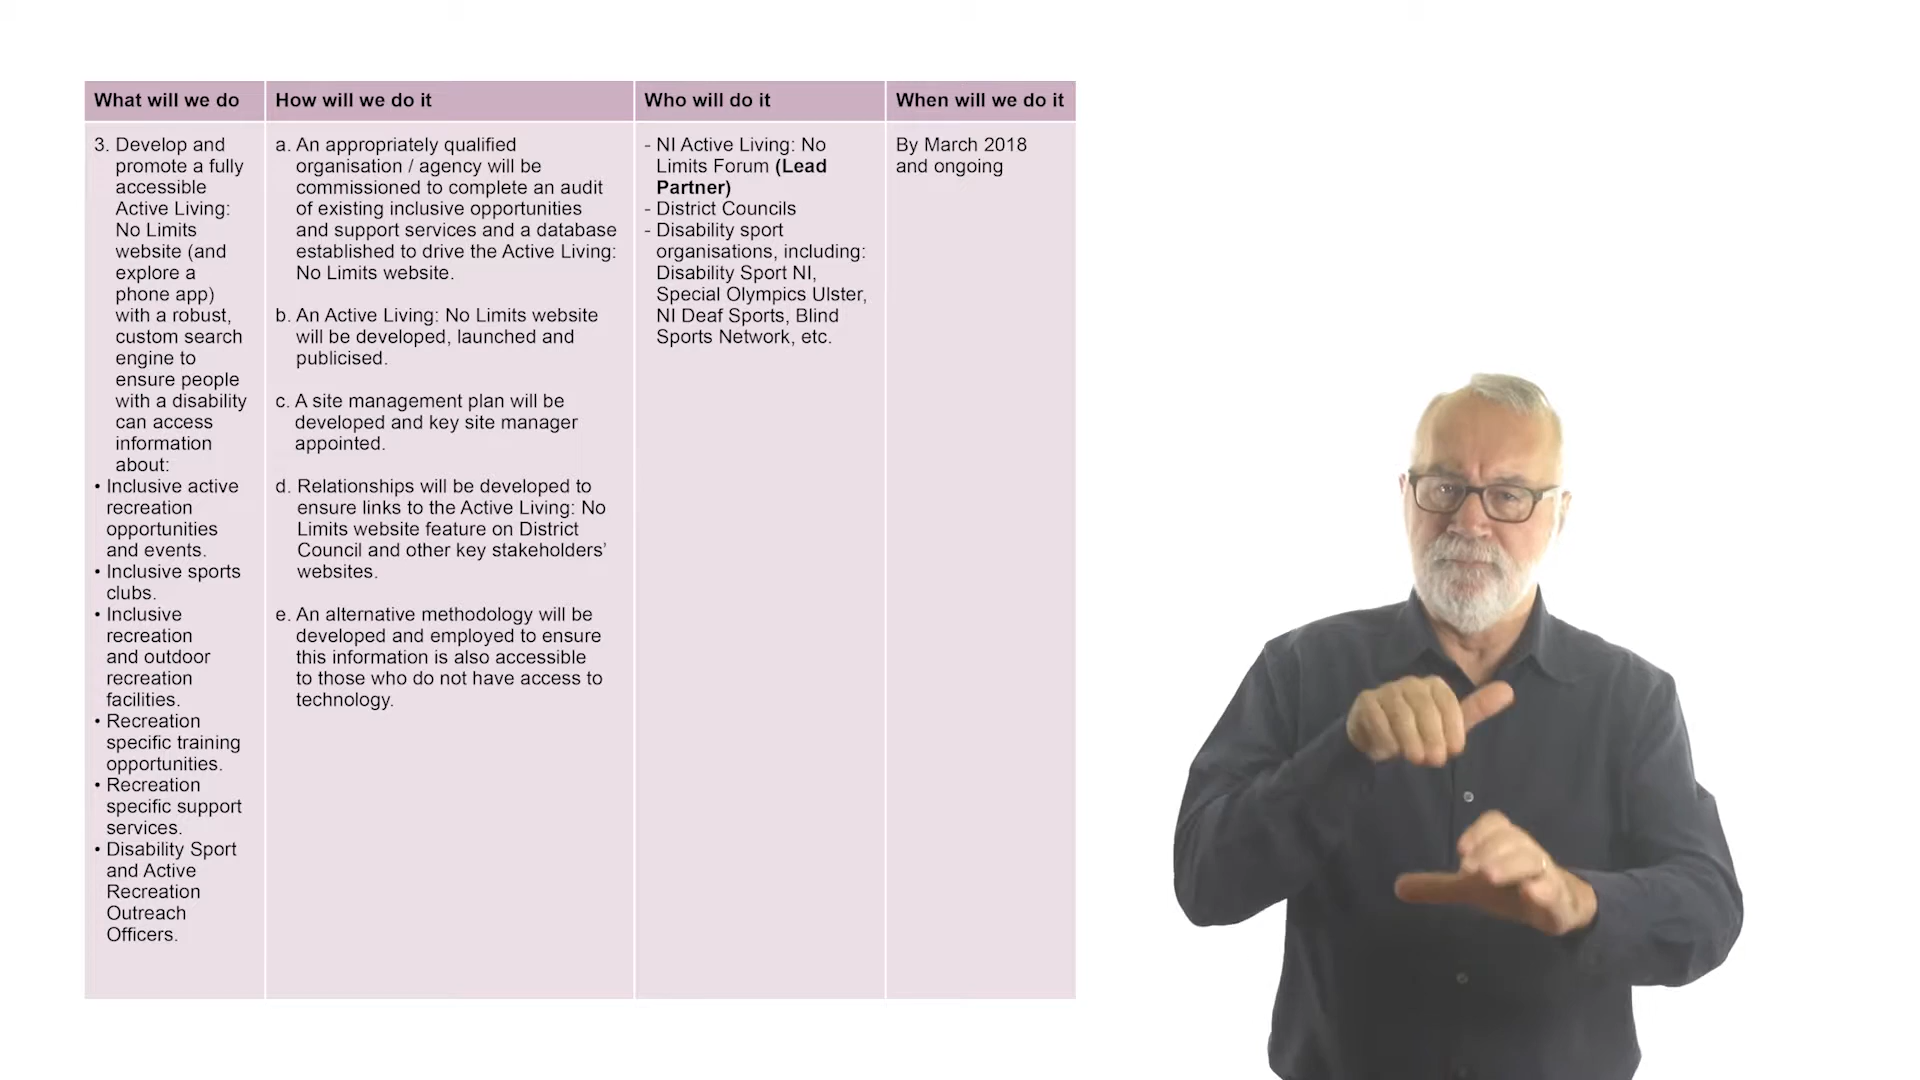 What will we do
How will we do it
Who will do it
When will we do it
3. Develop and
promote a fully
accessible
Active Living:
No Limits
website (and
explore a
phone app)
with a robust,
custom search
engine to
ensure people
with a disability
can access
information
about:
• Inclusive active
recreation
opportunities
and events.
• Inclusive sports
clubs.
• Inclusive
recreation
and outdoor
recreation
facilities.
• Recreation
specific training
opportunities.
• Recreation
specific support
services.
• Disability Sport
and Active
Recreation
Outreach
Officers.
a. An appropriately qualified
organisation / agency will be
commissioned to complete an audit
of existing inclusive opportunities
and support services and a database
established to drive the Active Living:
No Limits website.
b. An Active Living: No Limits website
will be developed, launched and
publicised.
c. A site management plan will be
developed and key site manager
appointed.
d. Relationships will be developed to
ensure links to the Active Living: No
Limits website feature on District
Council and other key stakeholders’
websites.
e. An alternative methodology will be
developed and employed to ensure
this information is also accessible
to those who do not have access to
technology.
- NI Active Living: No
Limits Forum (Lead
Partner)
- District Councils
- Disability sport
organisations, including:
Disability Sport NI,
Special Olympics Ulster,
NI Deaf Sports, Blind
Sports Network, etc.
By March 2018
and ongoing